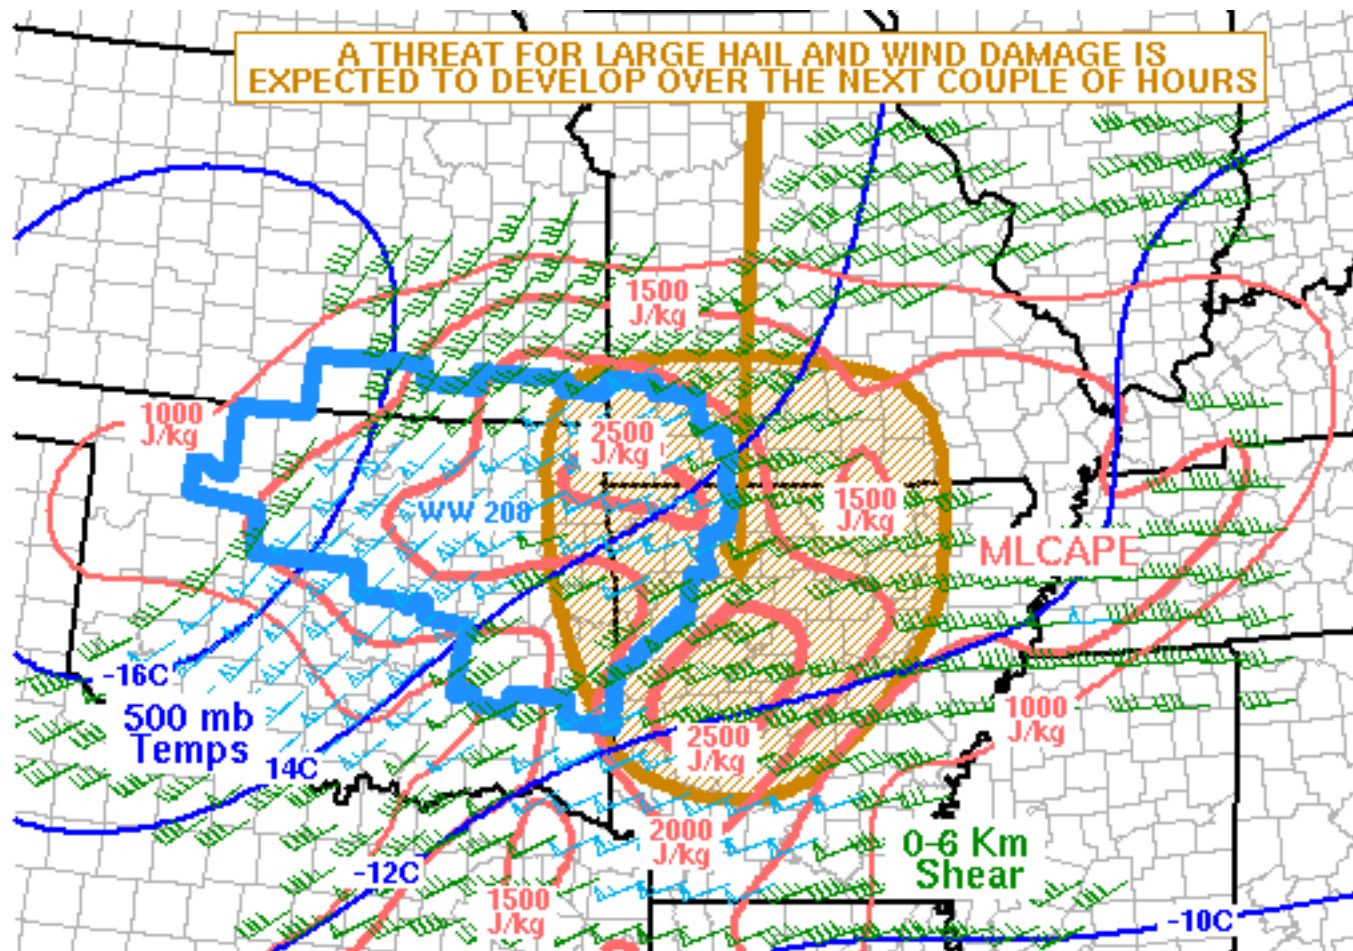 A THREAT FOR LARGE HAIL AND WIND DAMAGE IS
EXPECTED TO DEVELOP OVER THE NEXT COUPLE OF HOURS
1500
J/kg
1000
J/kg
2500
J/kg
WW 208
1500
J/kg
MLCAPE
-16C
500 mb
Temps
14C
2500
J/kg
1000
J/kg
2000
J/kg
0-6 Km
Shear
-12C
1500
J/kg
-10C